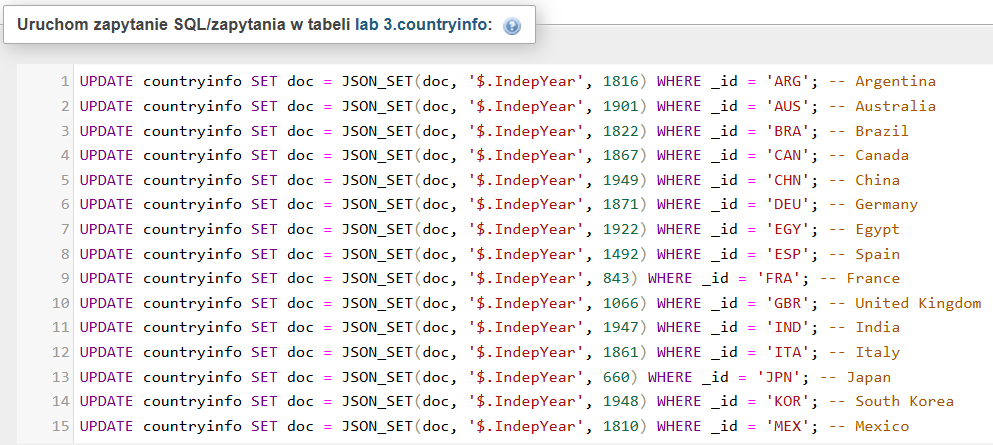 Uruchom zapytanie SQL/zapytania w tabeli lab 3.countryinfo:
1 UPDATE countryinfo SET doc = JSON_SET(doc, '$.IndepYear', 1816) WHERE _id = 'ARG'; -- Argentina
2 UPDATE countryinfo SET doc = JSON_SET(doc, '$.IndepYear', 1901) WHERE _id = 'AUS'; -- Australia
3 UPDATE countryinfo SET doc = JSON_SET(doc, '$.IndepYear', 1822) WHERE _id = 'BRA'; -- Brazil
4 UPDATE countryinfo SET doc = JSON_SET(doc, '$.IndepYear', 1867) WHERE _id = 'CAN'; -- Canada
5 UPDATE countryinfo SET doc = JSON_SET(doc, '$.IndepYear', 1949) WHERE _id = 'CHN'; -- China
6 UPDATE countryinfo SET doc = JSON_SET(doc, '$.IndepYear', 1871) WHERE _id = 'DEU'; -- Germany
7 UPDATE countryinfo SET doc = JSON_SET(doc, '$.IndepYear', 1922) WHERE _id = 'EGY'; -- Egypt
8 UPDATE countryinfo SET doc = JSON_SET(doc, '$.IndepYear', 1492) WHERE _id = 'ESP'; -- Spain
9 UPDATE countryinfo SET doc = JSON_SET(doc, '$.IndepYear', 843) WHERE _id = 'FRA'; -- France
10 UPDATE countryinfo SET doc = JSON_SET(doc, '$.IndepYear', 1066) WHERE _id = 'GBR'; -- United Kingdom
11 UPDATE countryinfo SET doc = JSON_SET(doc, '$.IndepYear', 1947) WHERE _id = 'IND'; -- India
12 UPDATE countryinfo SET doc = JSON_SET(doc, '$.IndepYear', 1861) WHERE _id = 'ITA'; -- Italy
13 UPDATE countryinfo SET doc = JSON_SET(doc, '$.IndepYear', 660) WHERE _id = 'JPN'; -- Japan
14 UPDATE countryinfo SET doc = JSON_SET(doc, '$.IndepYear', 1948) WHERE _id = 'KOR'; -- South Korea
15 UPDATE countryinfo SET doc = JSON_SET(doc, '$.IndepYear', 1810) WHERE _id = 'MEX'; -- Mexico